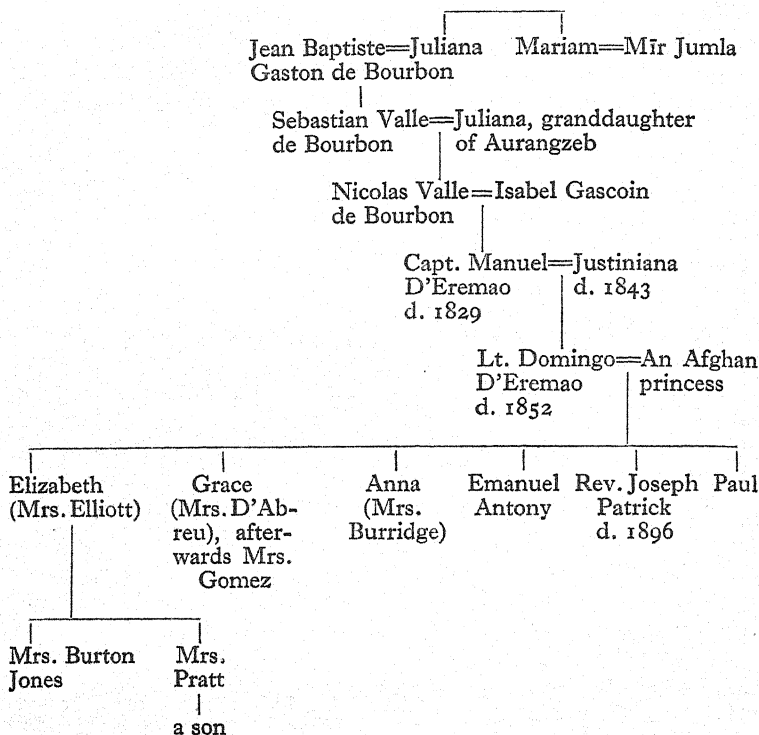 Jean Baptiste=Juliana Mariam=Mīr Jumla
Gaston de Bourbon
Sebastian Valle=Juliana, granddaughter
de Bourbon of Aurangzeb
Nicolas Valle=Isabel Gascoin
de Bourbon
Capt. Manuel=Justiniana
D'Eremao d. 1843
d. 1829
Lt. Domingo=An Afghan
D'Eremao princess
d. 1852
Elizabeth Grace Anna Emanuel Rev. Joseph Paul
(Mrs. Elliott) (Mrs. D'Ab- (Mrs. Antony Patrick
reu), after- Burridge) d. 1896
wards Mrs.
Gomez
Mrs. Burton Mrs.
Jones Pratt
a son